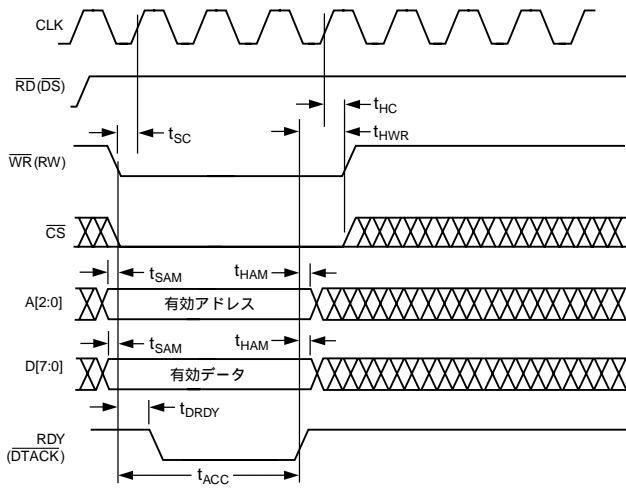 CLK
RD(DS)
tHC
tSC
tHWR
WR(RW)
CS
tSAM
tHAM
A[2:0]
有効アドレス
tSAM
tHAM
D[7:0]
有効データ
tDRDY
RDY
(DTACK)
tACC